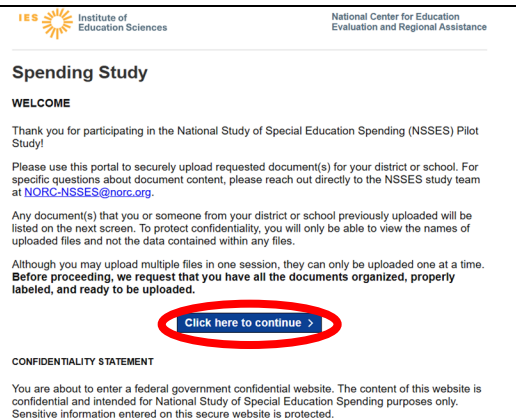 IES Institute of Education Sciences
National Center for Education
Evaluation and Regional Assistance
Spending Study
WELCOME
Thank you for participating in the National Study of Special Education Spending (NSSES) Pilot
Study!
Please use this portal to securely upload requested document(s) for your district or school. For
specific questions about document content, please reach out directly to the NSSES study team
at NORC-NSSES@norc.org.
Any document(s) that you or someone from your district or school previously uploaded will be
listed on the next screen. To protect confidentiality, you will only be able to view the names of
uploaded files and not the data contained within any files.
Although you may upload multiple files in one session, they can only be uploaded one at a time.
Before proceeding, we request that you have all the documents organized, properly
labeled, and ready to be uploaded.
Click here to continue >
CONFIDENTIALITY STATEMENT
You are about to enter a federal government confidential website. The content of this website is
confidential and intended for National Study of Special Education Spending purposes only.
Sensitive information entered on this secure website is protected.